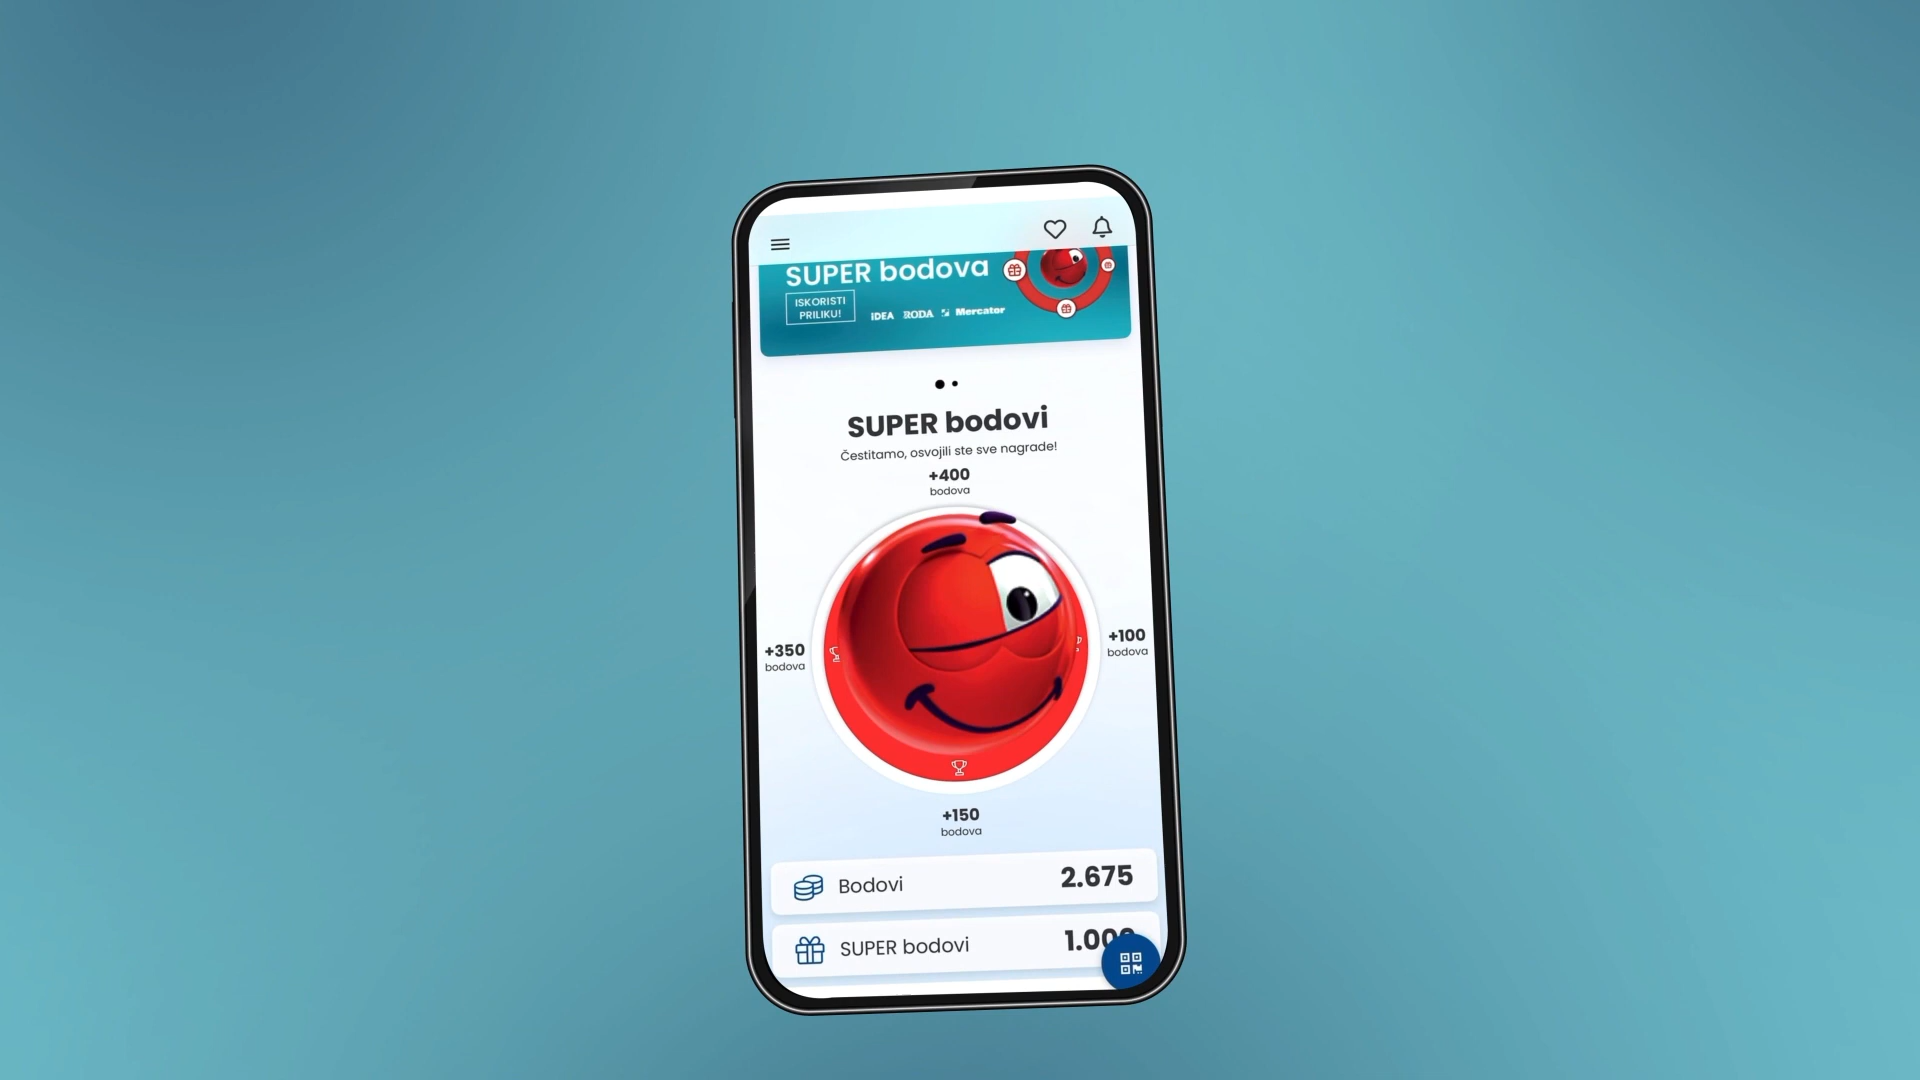 SUPER bodova
ISKORISTI
PRILIKU!
IDEA RODA Mercator
SUPER bodovi
Čestitamo, osvojili ste sve nagrade!
+400
bodova
+350
bodova
+100
bodova
+150
bodova
Bodovi 2.675
SUPER bodovi